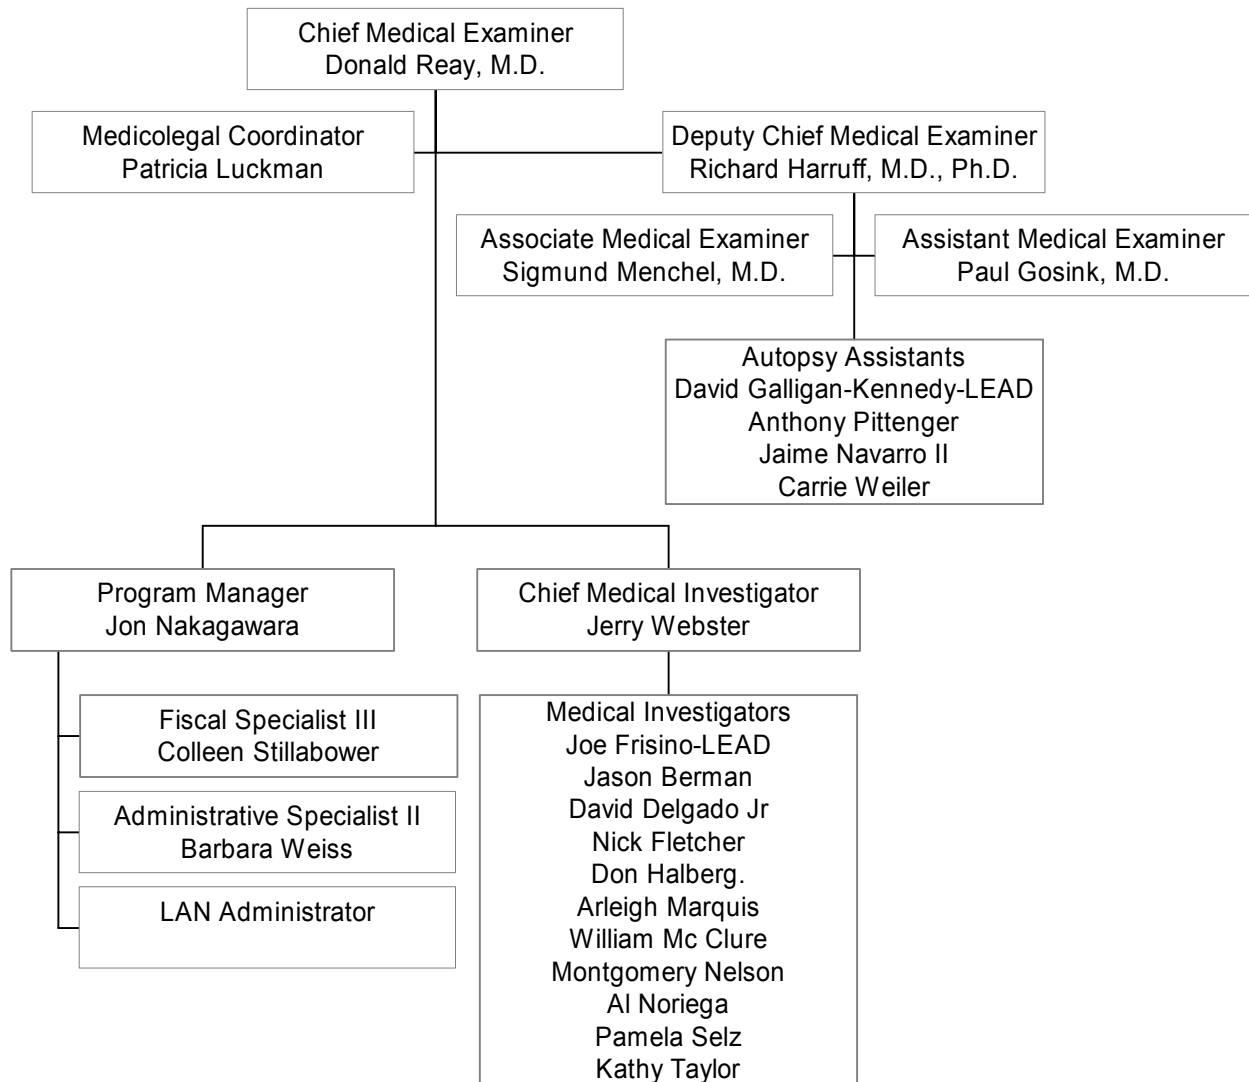 Chief Medical Examiner
Donald Reay, M.D.
Medicolegal Coordinator
Patricia Luckman
Deputy Chief Medical Examiner
Richard Harruff, M.D., Ph.D.
Associate Medical Examiner
Sigmund Menchel, M.D.
Assistant Medical Examiner
Paul Gosink, M.D.
Autopsy Assistants
David Galligan-Kennedy-LEAD
Anthony Pittenger
Jaime Navarro II
Carrie Weiler
Program Manager
Jon Nakagawara
Fiscal Specialist III
Colleen Stillabower
Administrative Specialist II
Barbara Weiss
LAN Administrator
Chief Medical Investigator
Jerry Webster
Medical Investigators
Joe Frisino-LEAD
Jason Berman
David Delgado Jr
Nick Fletcher
Don Halberg.
Arleigh Marquis
William Mc Clure
Montgomery Nelson
Al Noriega
Pamela Selz
Kathy Taylor